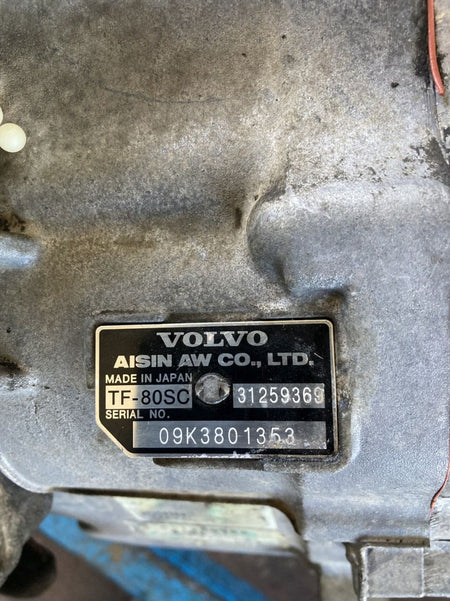 VOLVO
AISIN AW CO., LTD.
MADE IN JAPAN
TF-80SC 31259369
SERIAL NO.
09K3801353